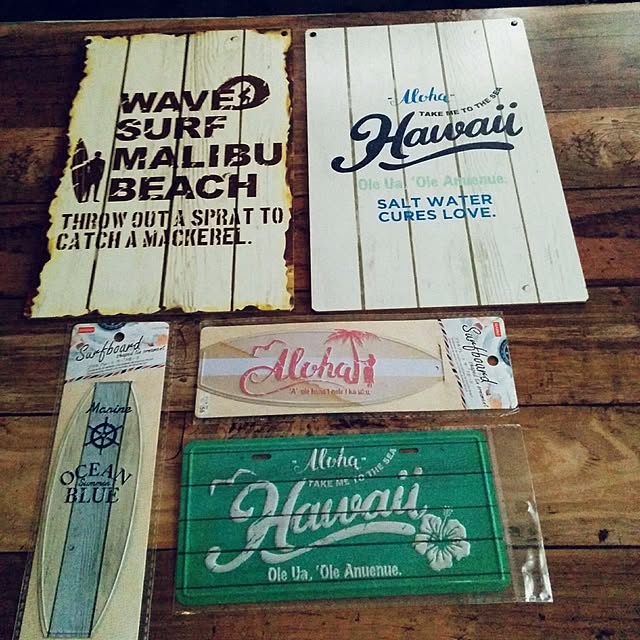 WAVE
SURF
MALIBU
BEACH
THROW OUT A SPRAT TO
CATCH A MACKEREL.
-Aloha-
TAKE ME TO THE SEA
Hawaii
Ole Ua, 'Ole Anuenue.
SALT WATER
CURES LOVE.
Surfboard
Marine
OCEAN
Summer
BLUE
Surfboard
Aloha
-Aloha-
TAKE ME TO THE SEA
Hawaii
Ole Ua, 'Ole Anuenue.